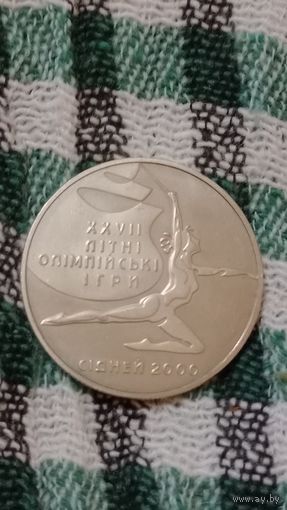 XXVII
ЛІТНІ
ОЛІМПІЙСЬКІ
ІГРИ
СІДНЕЙ 2000
www.ay.by